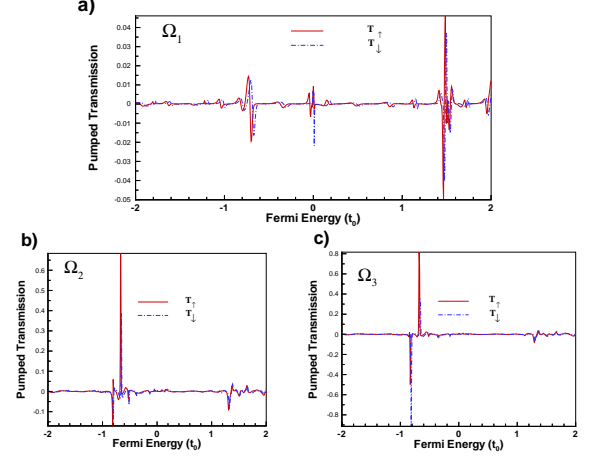 a)
Ω1
T↑
T↓
Pumped Transmission
0.04
0.03
0.02
0.01
0
-0.01
-0.02
-0.03
-0.04
-0.05
-2 -1 0 1 2
Fermi Energy (t0)
b)
Ω2
T↑
T↓
Pumped Transmission
0.6
0.5
0.4
0.3
0.2
0.1
0
-0.1
-2 -1 0 1 2
Fermi Energy (t0)
c)
Ω3
T↑
T↓
Pumped Transmission
0.8
0.6
0.4
0.2
0
-0.2
-0.4
-0.6
-0.8
-2 0 2
Fermi Energy (t0)